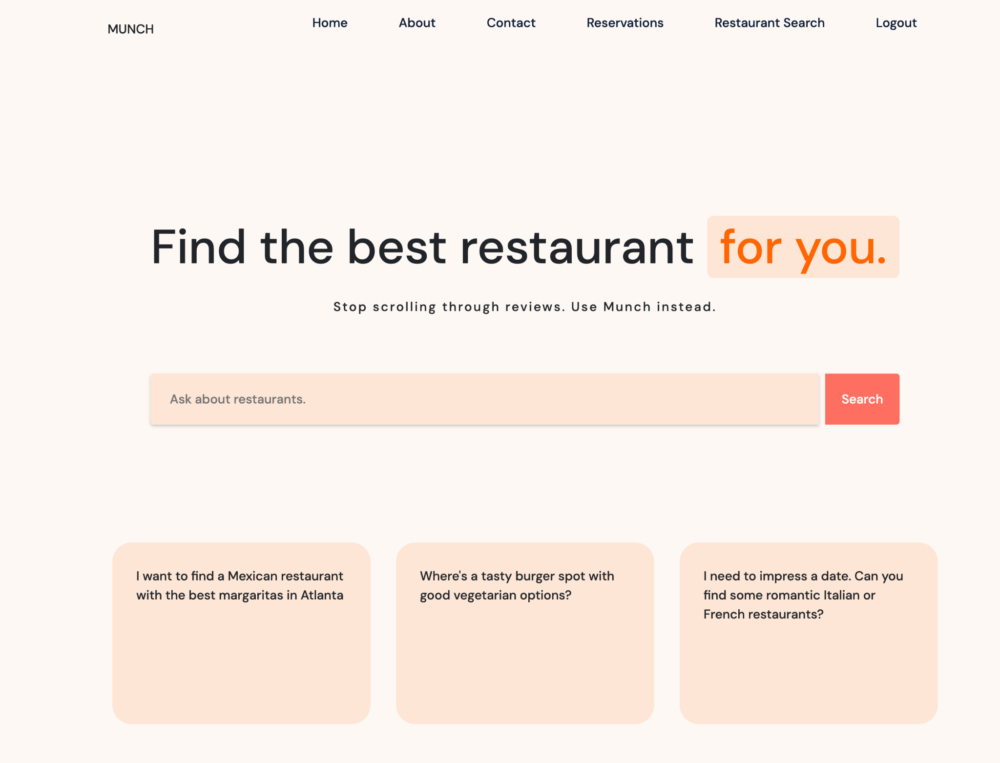 MUNCH
Home
About
Contact
Reservations
Restaurant Search
Logout
Find the best restaurant for you.
Stop scrolling through reviews. Use Munch instead.
Ask about restaurants.
Search
I want to find a Mexican restaurant
with the best margaritas in Atlanta
Where's a tasty burger spot with
good vegetarian options?
I need to impress a date. Can you
find some romantic Italian or
French restaurants?